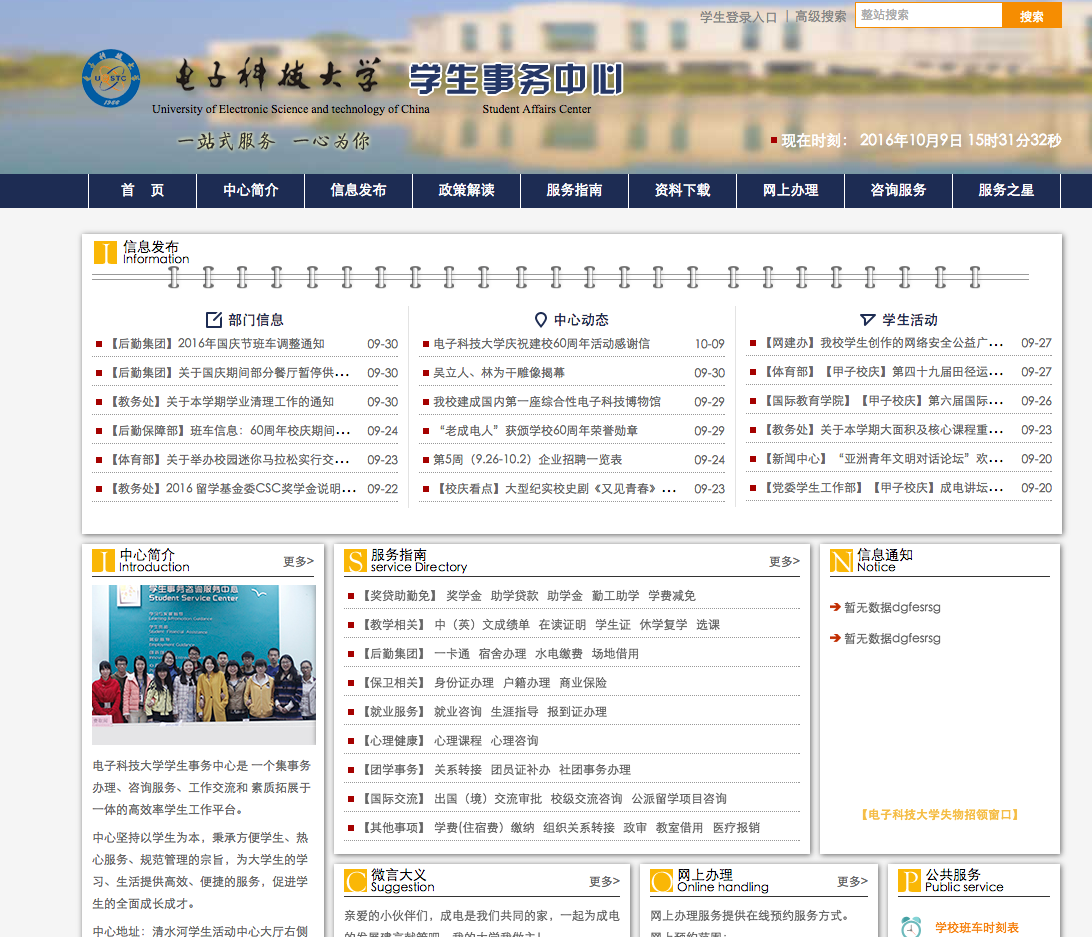 学生登录入口 | 高级搜索 整站搜索 搜索
电子科技大学 学生事务中心
University of Electronic Science and technology of China Student Affairs Center
一站式服务 一心为你
现在时刻： 2016年10月9日 15时31分32秒
首 页 中心简介 信息发布 政策解读 服务指南 资料下载 网上办理 咨询服务 服务之星
I 信息发布
Information
部门信息
【后勤集团】2016年国庆节班车调整通知 09-30
【后勤集团】关于国庆期间部分餐厅暂停供... 09-30
【教务处】关于本学期学业清理工作的通知 09-30
【后勤保障部】班车信息：60周年校庆期间... 09-24
【体育部】关于举办校园迷你马拉松实行交... 09-23
【教务处】2016 留学基金委CSC奖学金说明... 09-22
中心动态
电子科技大学庆祝建校60周年活动感谢信 10-09
吴立人、林为干雕像揭幕 09-30
我校建成国内第一座综合性电子科技博物馆 09-29
“老成电人”获颁学校60周年荣誉勋章 09-29
第5周（9.26-10.2）企业招聘一览表 09-24
【校庆看点】大型纪实校史剧《又见青春》 ... 09-23
学生活动
【网建办】我校学生创作的网络安全公益广... 09-27
【体育部】【甲子校庆】第四十九届田径运... 09-27
【国际教育学院】【甲子校庆】第六届国际... 09-26
【教务处】关于本学期大面积及核心课程重... 09-23
【新闻中心】“亚洲青年文明对话论坛”欢... 09-20
【党委学生工作部】【甲子校庆】成电讲坛... 09-20
I 中心简介
Introduction 更多>
学生事务咨询服务中心
Student Service Center
电子科技大学学生事务中心是 一个集事务
办理、咨询服务、工作交流和 素质拓展于
一体的高效率学生工作平台。
中心坚持以学生为本，秉承方便学生、热
心服务、规范管理的宗旨，为大学生的学
习、生活提供高效、便捷的服务，促进学
生的全面成长成才。
中心地址：清水河学生活动中心大厅右侧
S 服务指南
service Directory 更多>
【奖贷助勤免】 奖学金 助学贷款 助学金 勤工助学 学费减免
【教学相关】 中（英）文成绩单 在读证明 学生证 休学复学 选课
【后勤集团】 一卡通 宿舍办理 水电缴费 场地借用
【保卫相关】 身份证办理 户籍办理 商业保险
【就业服务】 就业咨询 生涯指导 报到证办理
【心理健康】 心理课程 心理咨询
【团学事务】 关系转接 团员证补办 社团事务办理
【国际交流】 出国（境）交流审批 校级交流咨询 公派留学项目咨询
【其他事项】 学费(住宿费）缴纳 组织关系转接 政审 教室借用 医疗报销
N 信息通知
Notice
暂无数据dgfesrsg
暂无数据dgfesrsg
【电子科技大学失物招领窗口】
C 微言大义
Suggestion 更多>
亲爱的小伙伴们，成电是我们共同的家，一起为成电
的发展建言献策吧，我的大学我做主！
O 网上办理
Online handling 更多>
网上办理服务提供在线预约服务方式。
网上预约范围：
P 公共服务
Public service
学校班车时刻表